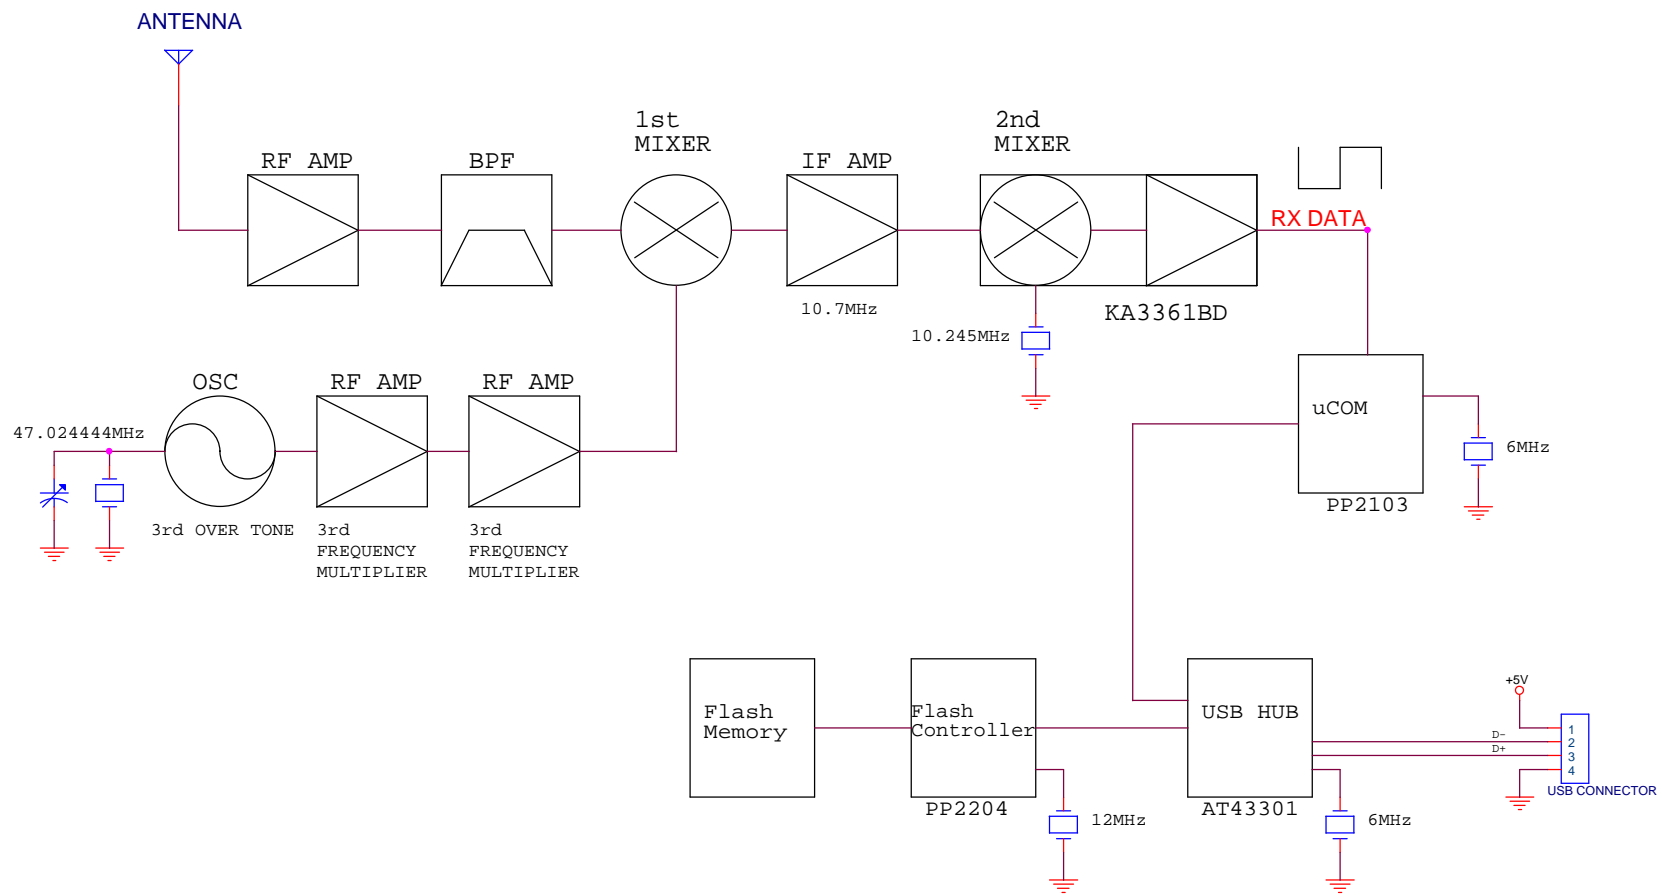 ANTENNA
1st
MIXER
2nd
MIXER
RF AMP
BPF
IF AMP
RX DATA
10.7MHz
KA3361BD
10.245MHz
OSC
RF AMP
RF AMP
uCOM
47.024444MHz
6MHz
PP2103
3rd OVER TONE
3rd
FREQUENCY
MULTIPLIER
3rd
FREQUENCY
MULTIPLIER
Flash
Memory
Flash
Controller
USB HUB
+5V
D-
D+
1
2
3
4
USB CONNECTOR
PP2204
AT43301
12MHz
6MHz